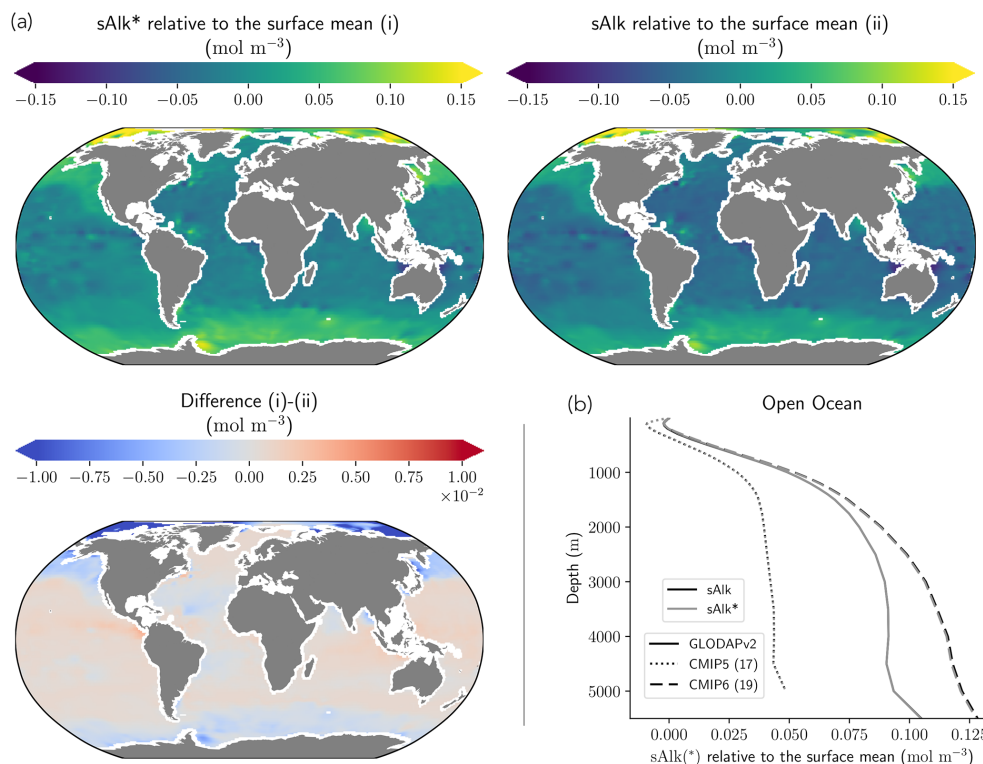 (a)
sAlk* relative to the surface mean (i)
(mol m⁻³)
−0.15 −0.10 −0.05 0.00 0.05 0.10 0.15
sAlk relative to the surface mean (ii)
(mol m⁻³)
−0.15 −0.10 −0.05 0.00 0.05 0.10 0.15
Difference (i)-(ii)
(mol m⁻³)
−1.00 −0.75 −0.50 −0.25 0.00 0.25 0.50 0.75 1.00
×10⁻²
(b)
Open Ocean
1000
2000
3000
4000
5000
Depth (m)
sAlk
sAlk*
GLODAPv2
CMIP5 (17)
CMIP6 (19)
0.000 0.025 0.050 0.075 0.100 0.125
sAlk(*) relative to the surface mean (mol m⁻³)